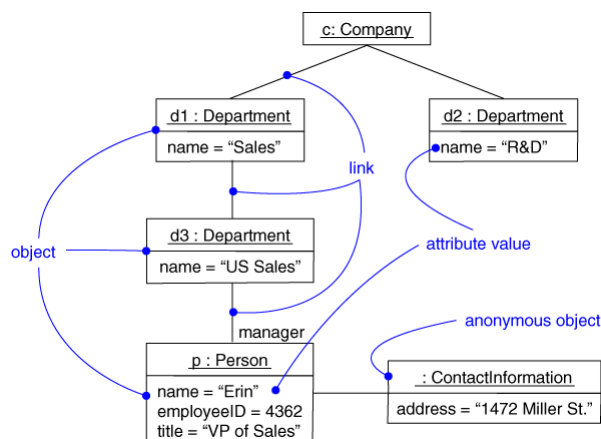 c: Company
d1 : Department
name = “Sales”
d2 : Department
name = “R&D”
link
d3 : Department
name = “US Sales”
object
attribute value
manager
anonymous object
p : Person
name = “Erin”
employeeID = 4362
title = “VP of Sales”
: ContactInformation
address = “1472 Miller St.”